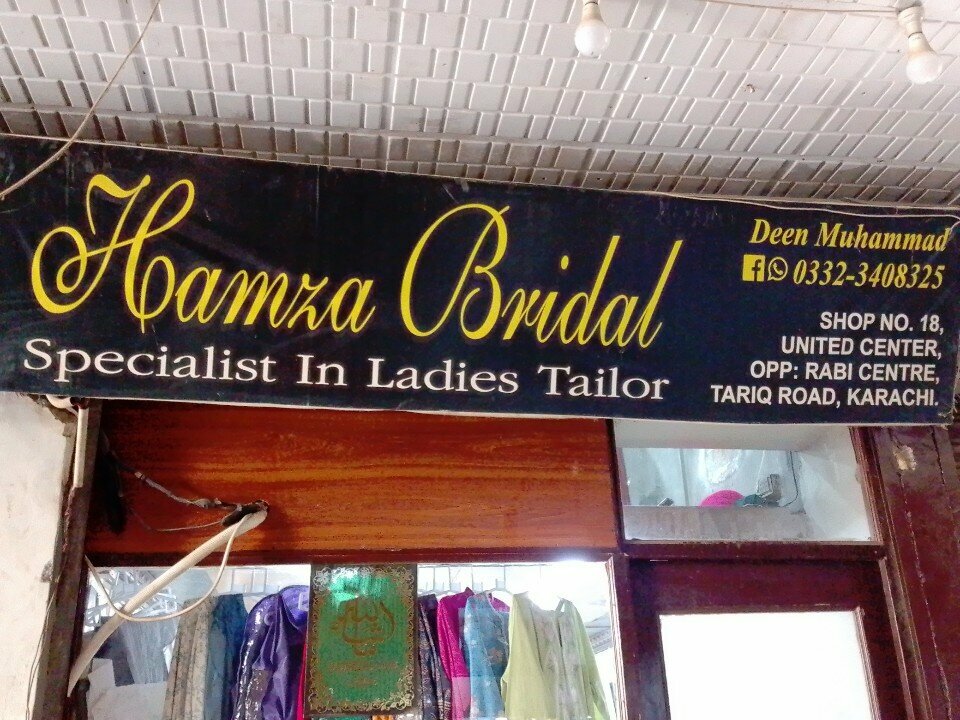 Hamza Bridal
Specialist In Ladies Tailor
Deen Muhammad
0332-3408325
SHOP NO. 18,
UNITED CENTER,
OPP: RABI CENTRE,
TARIQ ROAD, KARACHI.